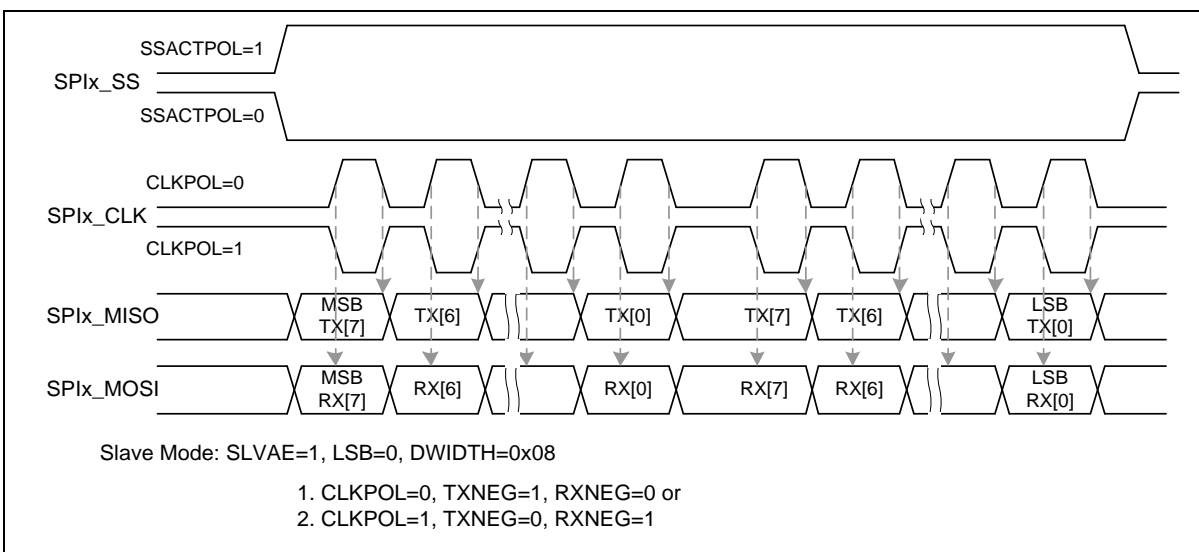 SSACTPOL=1
SPIx_SS
SSACTPOL=0
CLKPOL=0
SPIx_CLK
CLKPOL=1
SPIx_MISO
MSB
TX[7]
TX[6]
TX[0]
TX[7]
TX[6]
LSB
TX[0]
SPIx_MOSI
MSB
RX[7]
RX[6]
RX[0]
RX[7]
RX[6]
LSB
RX[0]
Slave Mode: SLVAE=1, LSB=0, DWIDTH=0x08
1. CLKPOL=0, TXNEG=1, RXNEG=0 or
2. CLKPOL=1, TXNEG=0, RXNEG=1